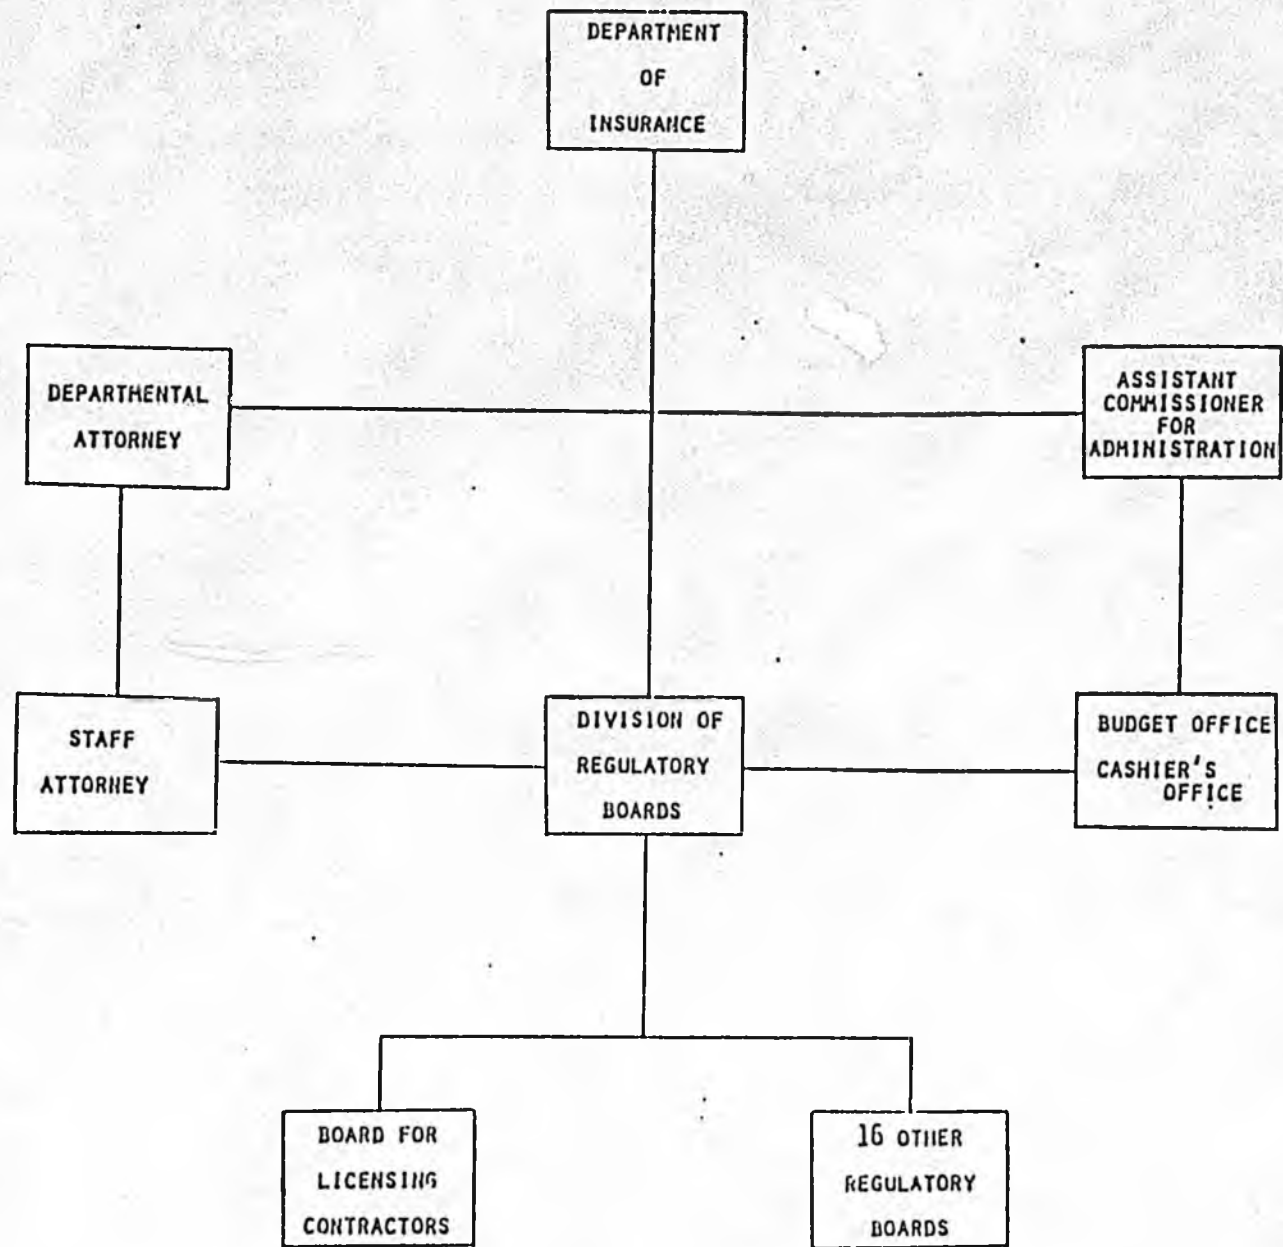 DEPARTMENT
OF
INSURANCE
DEPARTMENTAL
ATTORNEY
ASSISTANT
COMMISSIONER
FOR
ADMINISTRATION
STAFF
ATTORNEY
DIVISION OF
REGULATORY
BOARDS
BUDGET OFFICE
CASHIER'S
OFFICE
BOARD FOR
LICENSING
CONTRACTORS
16 OTHER
REGULATORY
BOARDS